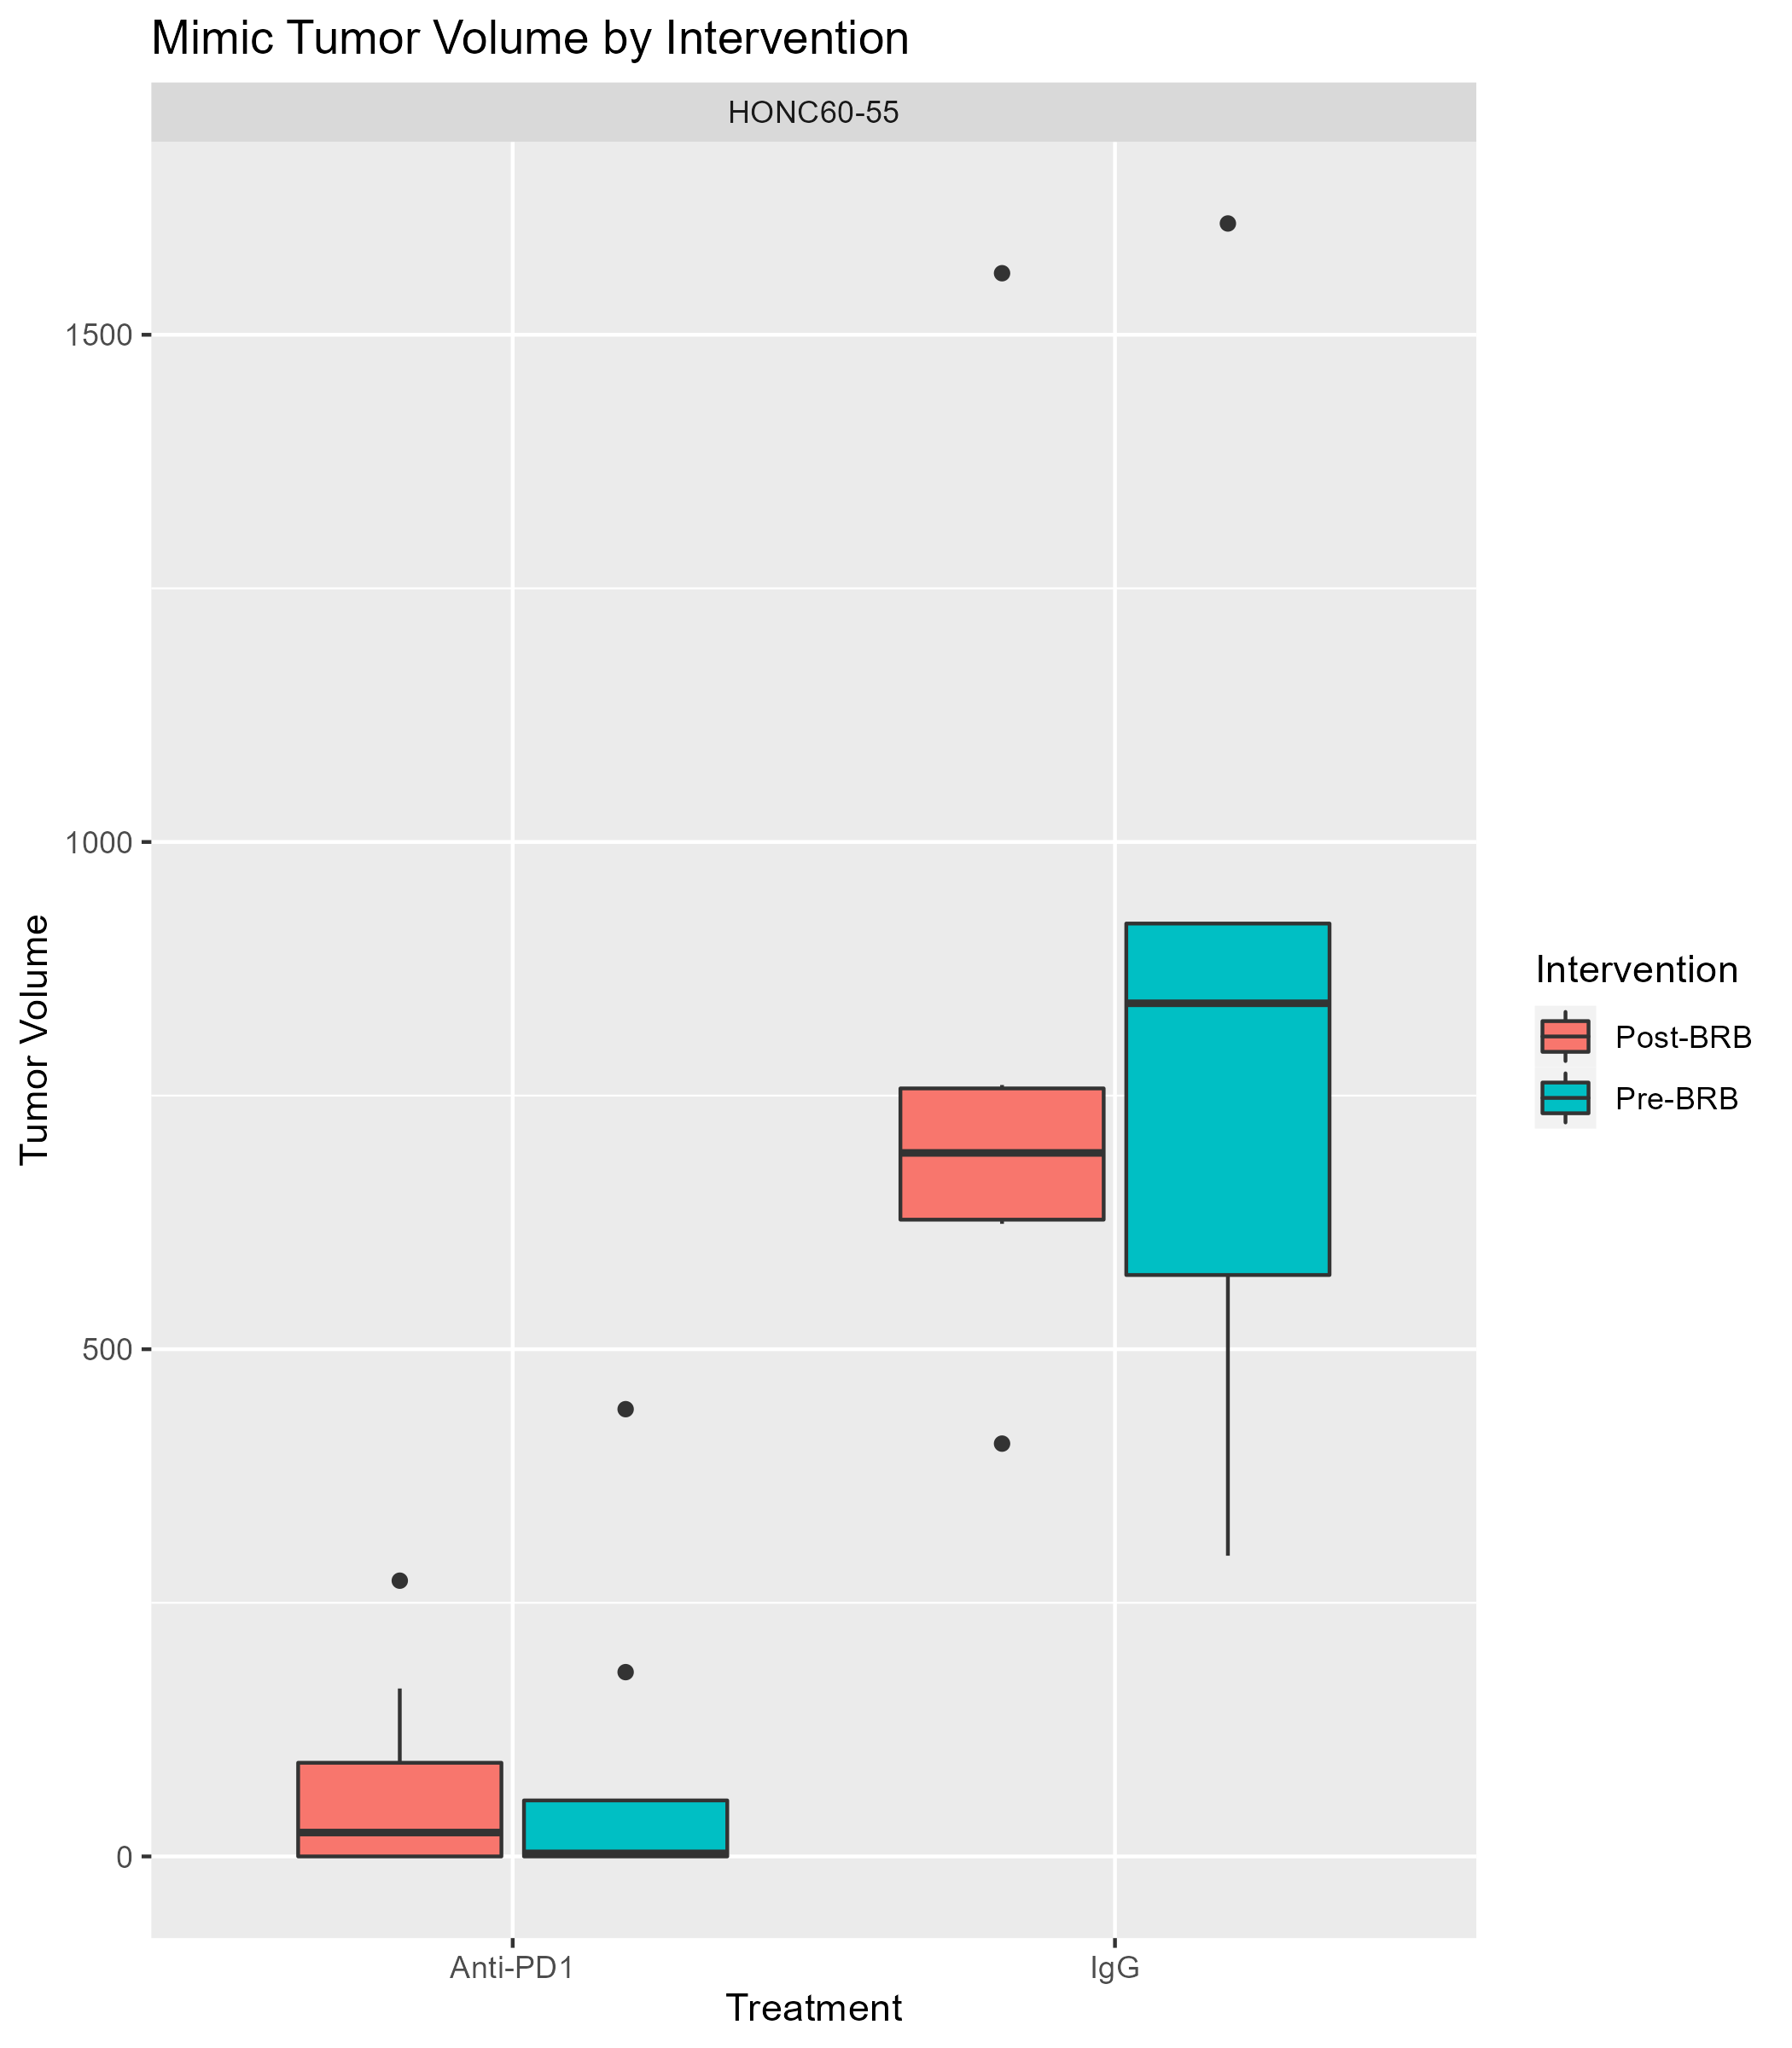 Mimic Tumor Volume by Intervention
HONC60-55
1500
1000
500
0
Tumor Volume
Anti-PD1
IgG
Treatment
Intervention
Post-BRB
Pre-BRB